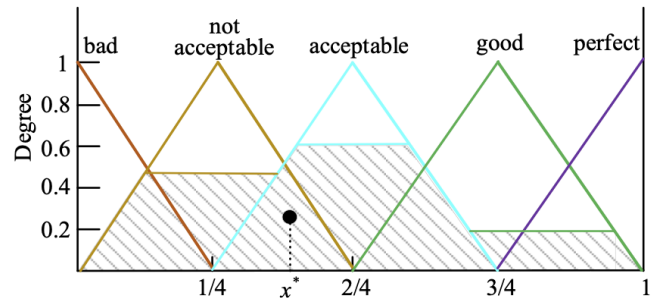 bad
not
acceptable
acceptable
good
perfect
Degree
1
0.8
0.6
0.4
0.2
1/4
x*
2/4
3/4
1